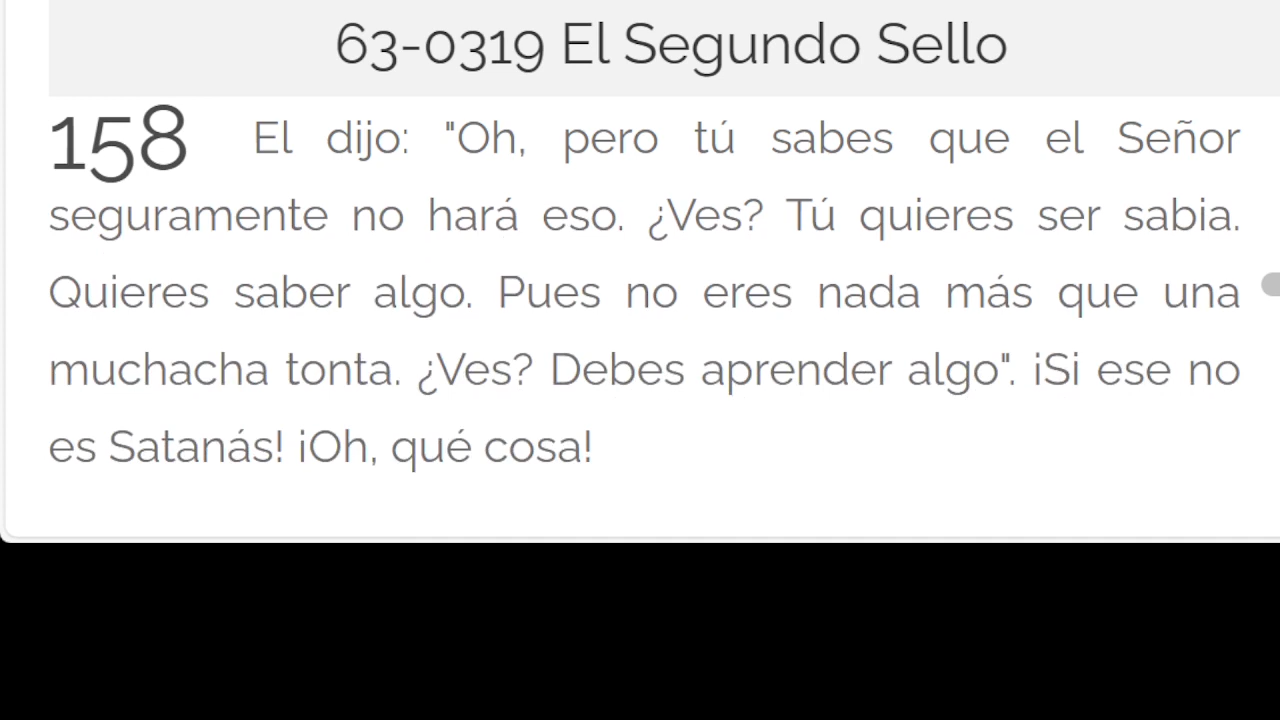 63-0319 El Segundo Sello
158 El dijo: "Oh, pero tú sabes que el Señor
seguramente no hará eso. ¿Ves? Tú quieres ser sabia.
Quieres saber algo. Pues no eres nada más que una
muchacha tonta. ¿Ves? Debes aprender algo". ¡Si ese no
es Satanás! ¡Oh, qué cosa!